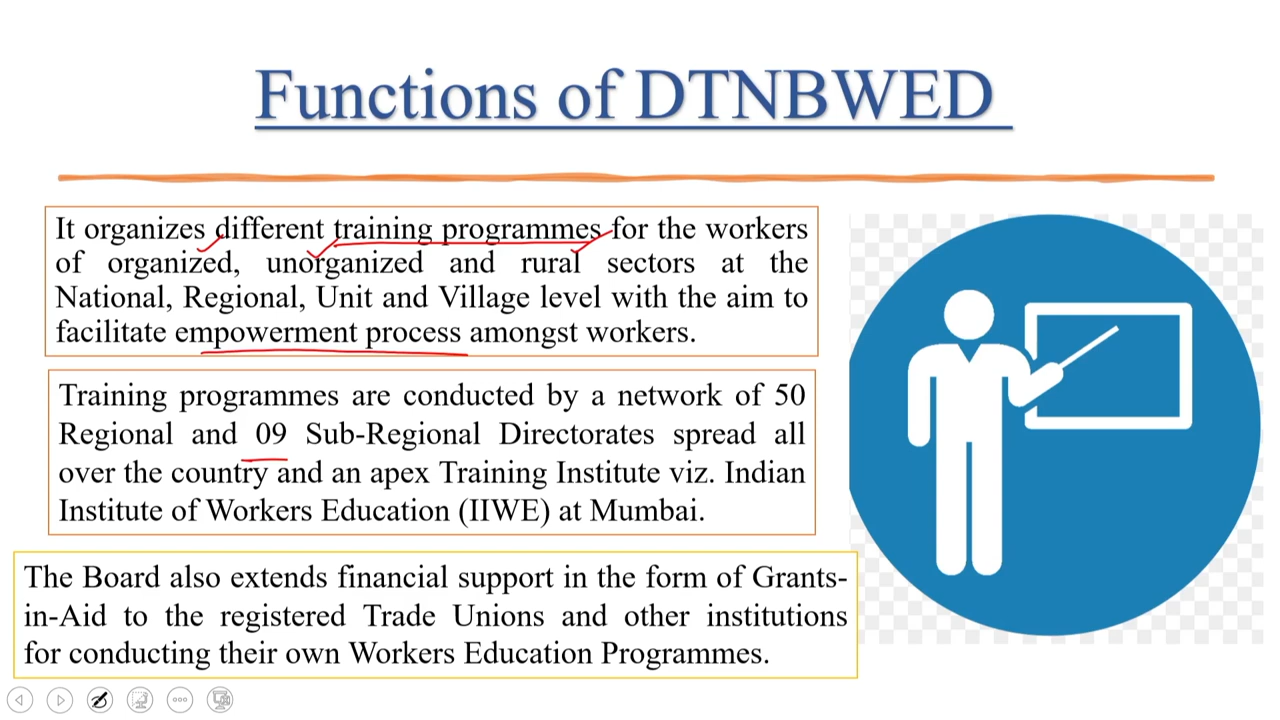 Functions of DTNBWED
It organizes different training programmes for the workers
of organized, unorganized and rural sectors at the
National, Regional, Unit and Village level with the aim to
facilitate empowerment process amongst workers.
Training programmes are conducted by a network of 50
Regional and 09 Sub-Regional Directorates spread all
over the country and an apex Training Institute viz. Indian
Institute of Workers Education (IIWE) at Mumbai.
The Board also extends financial support in the form of Grants-
in-Aid to the registered Trade Unions and other institutions
for conducting their own Workers Education Programmes.